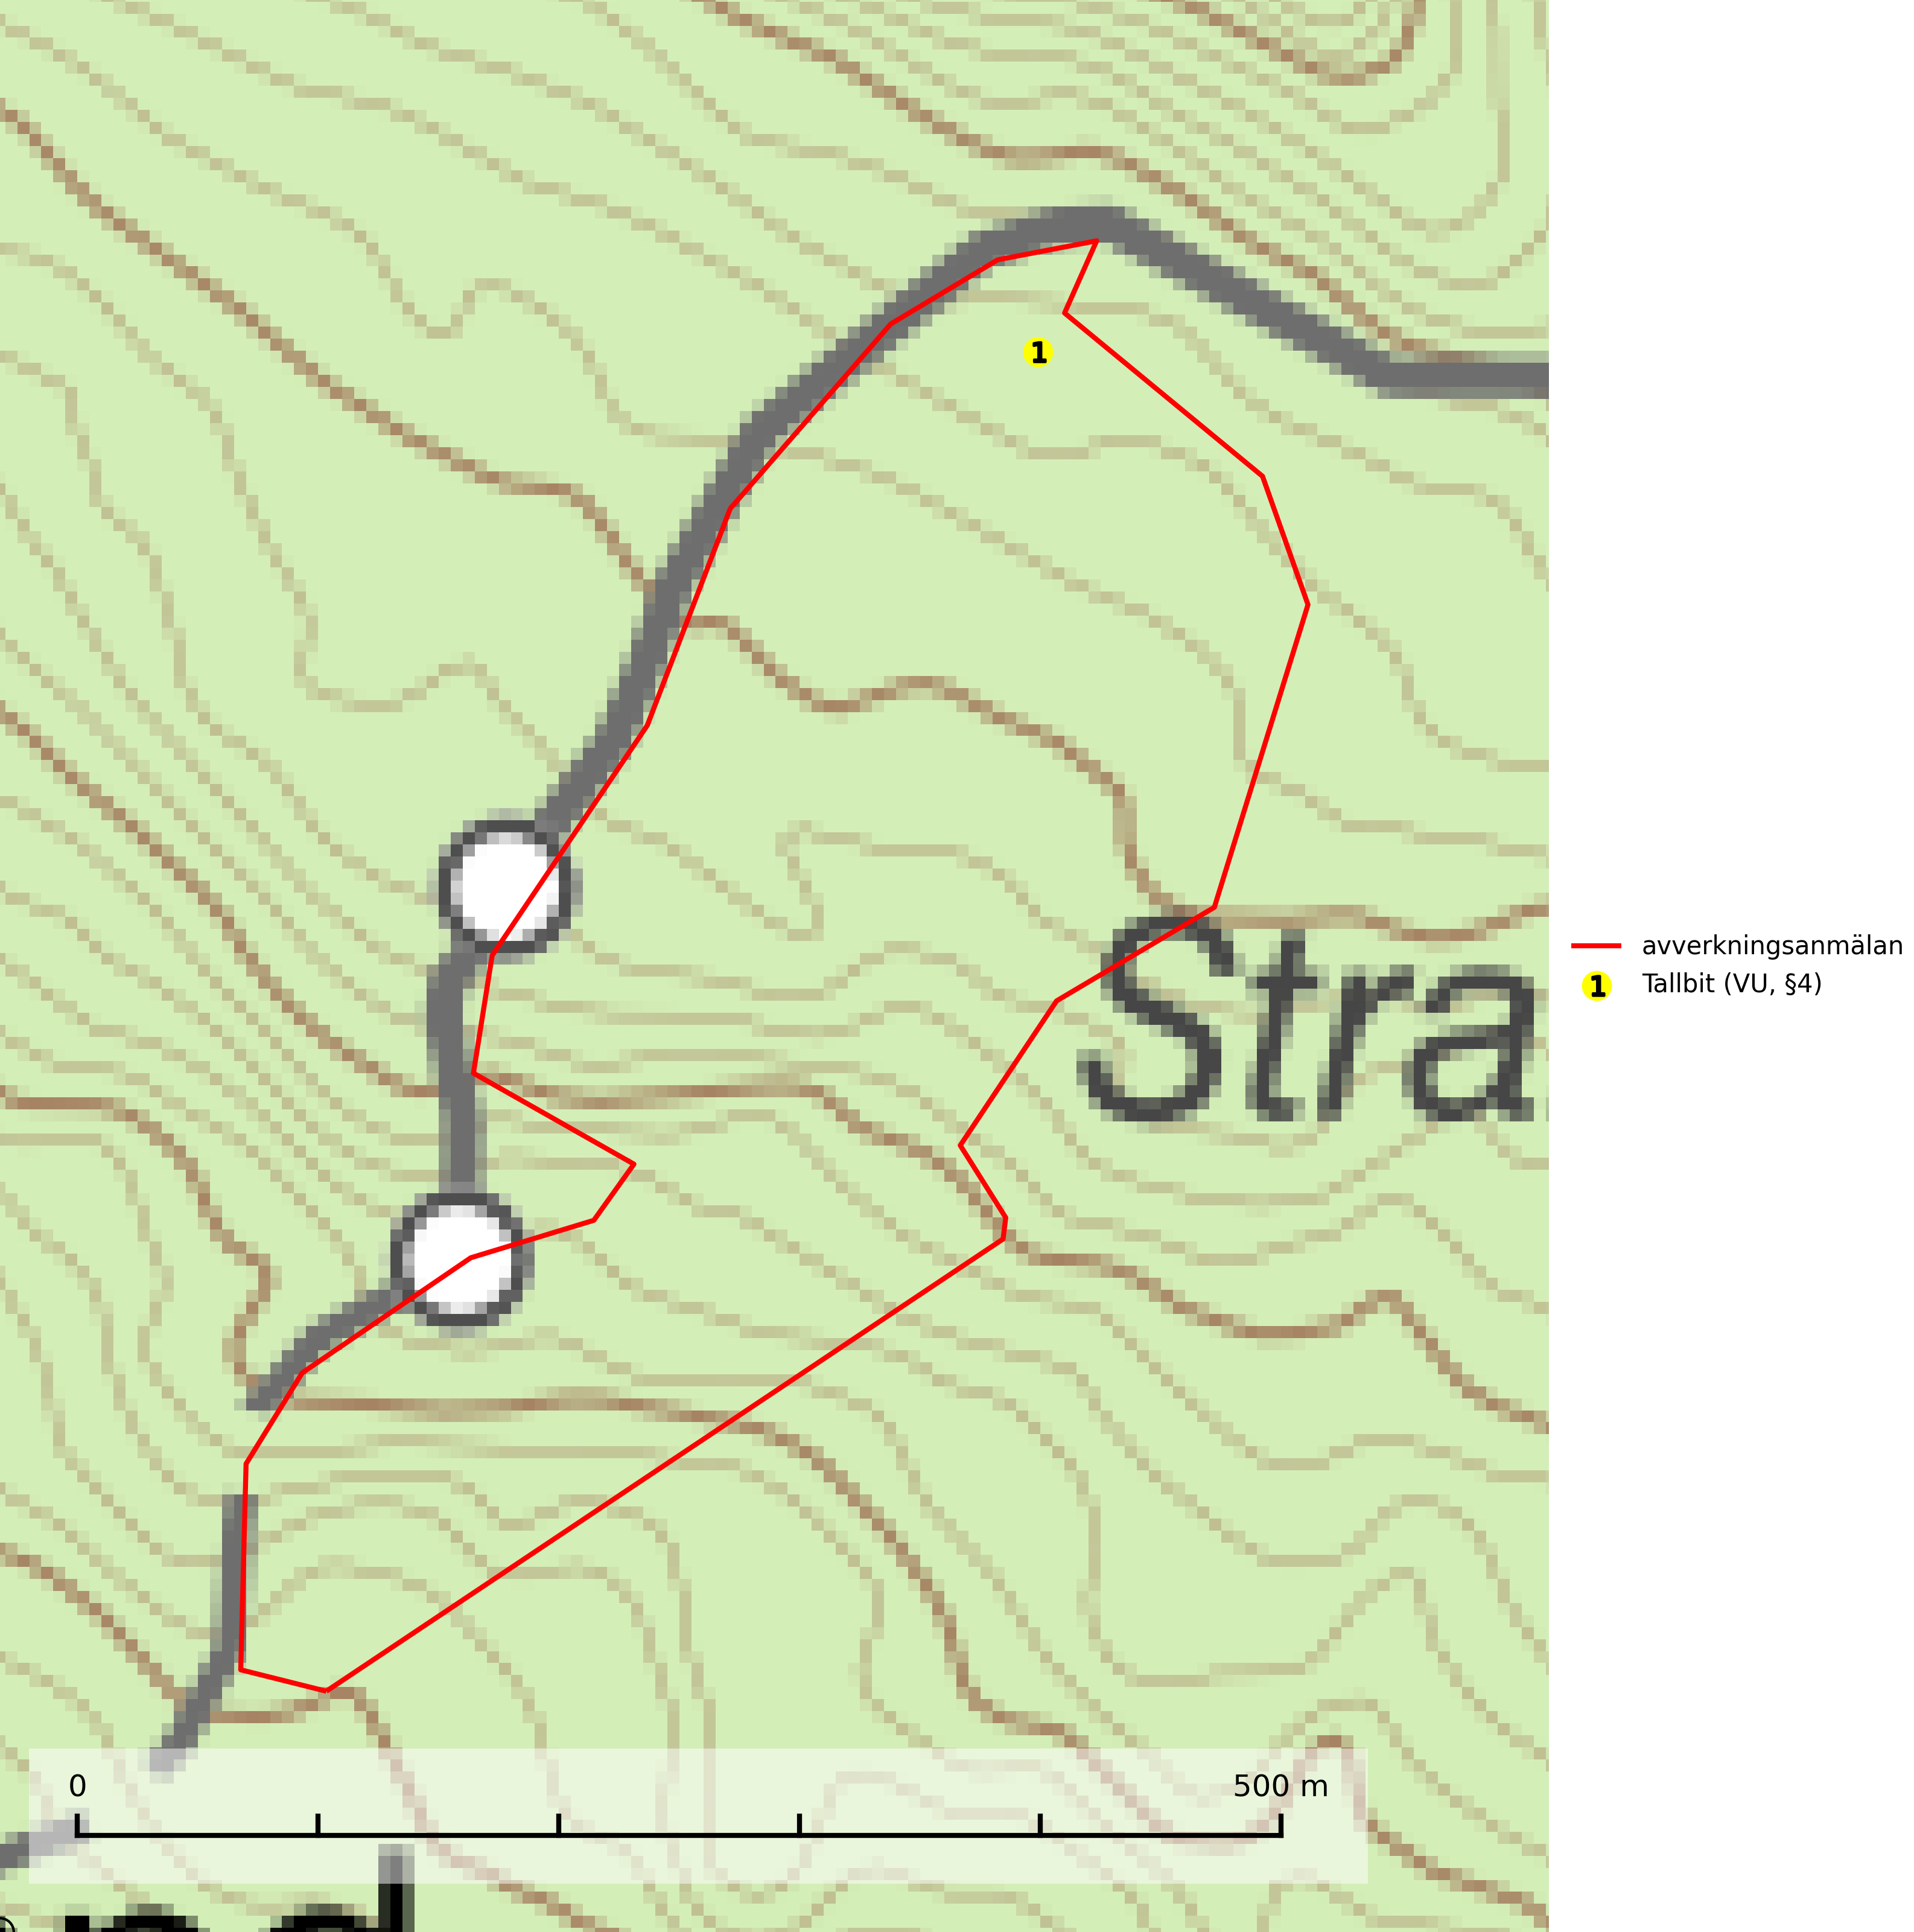 1
Stra
avverkningsanmälan
1 Tallbit (VU, §4)
0 500 m